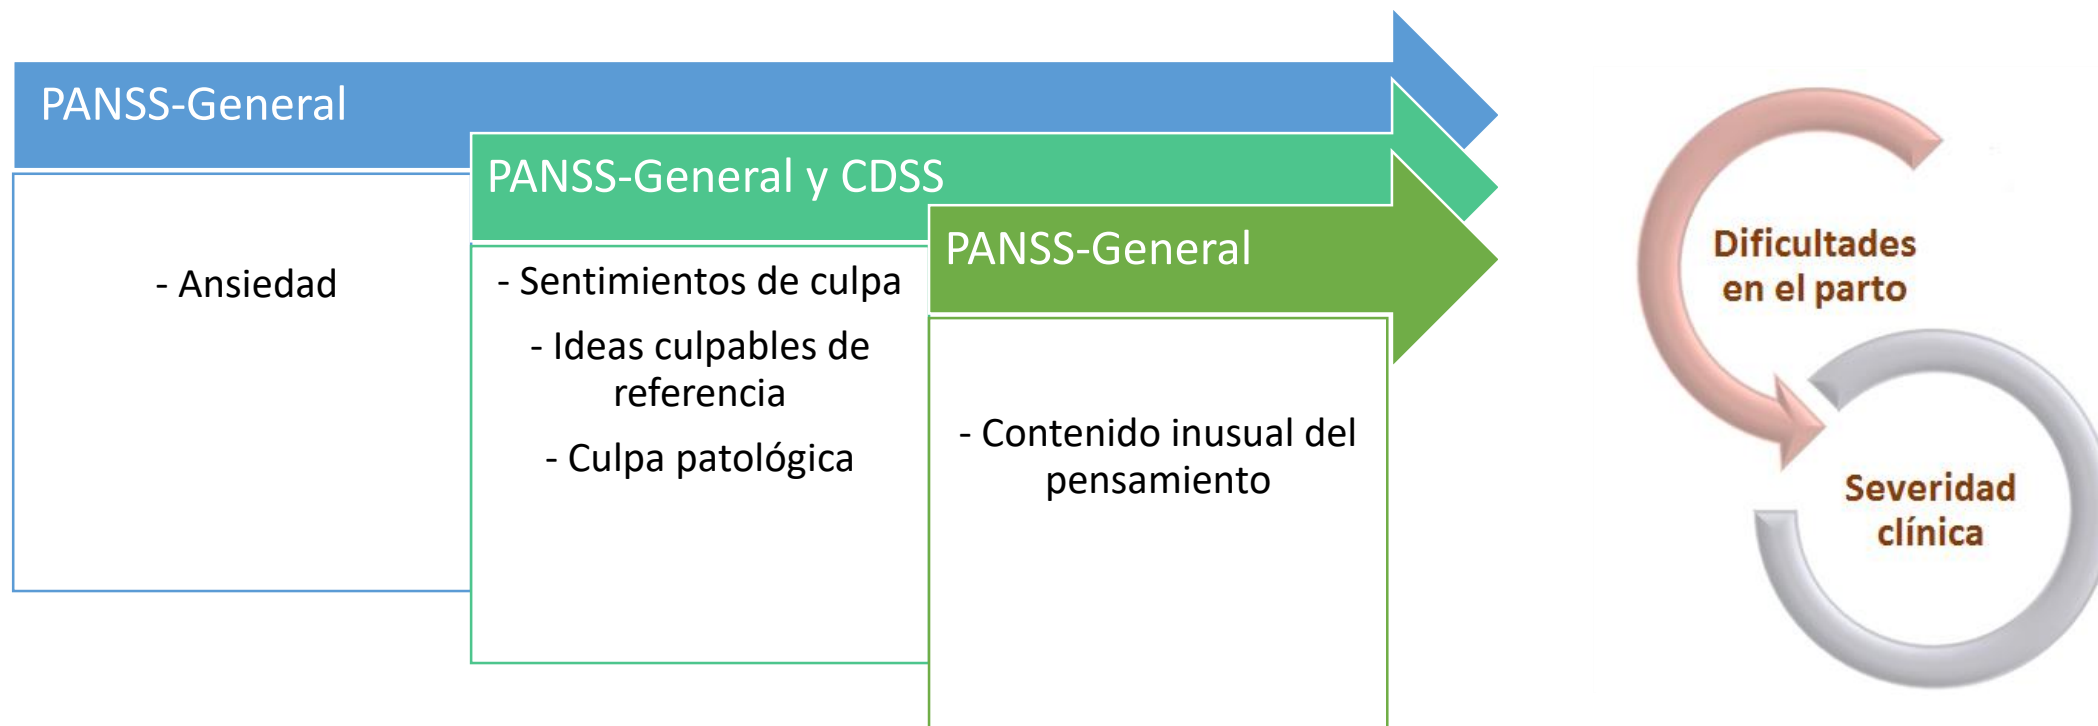 PANSS-General
- Ansiedad
PANSS-General y CDSS
- Sentimientos de culpa
- Ideas culpables de
referencia
- Culpa patológica
PANSS-General
- Contenido inusual del
pensamiento
Dificultades
en el parto
Severidad
clínica